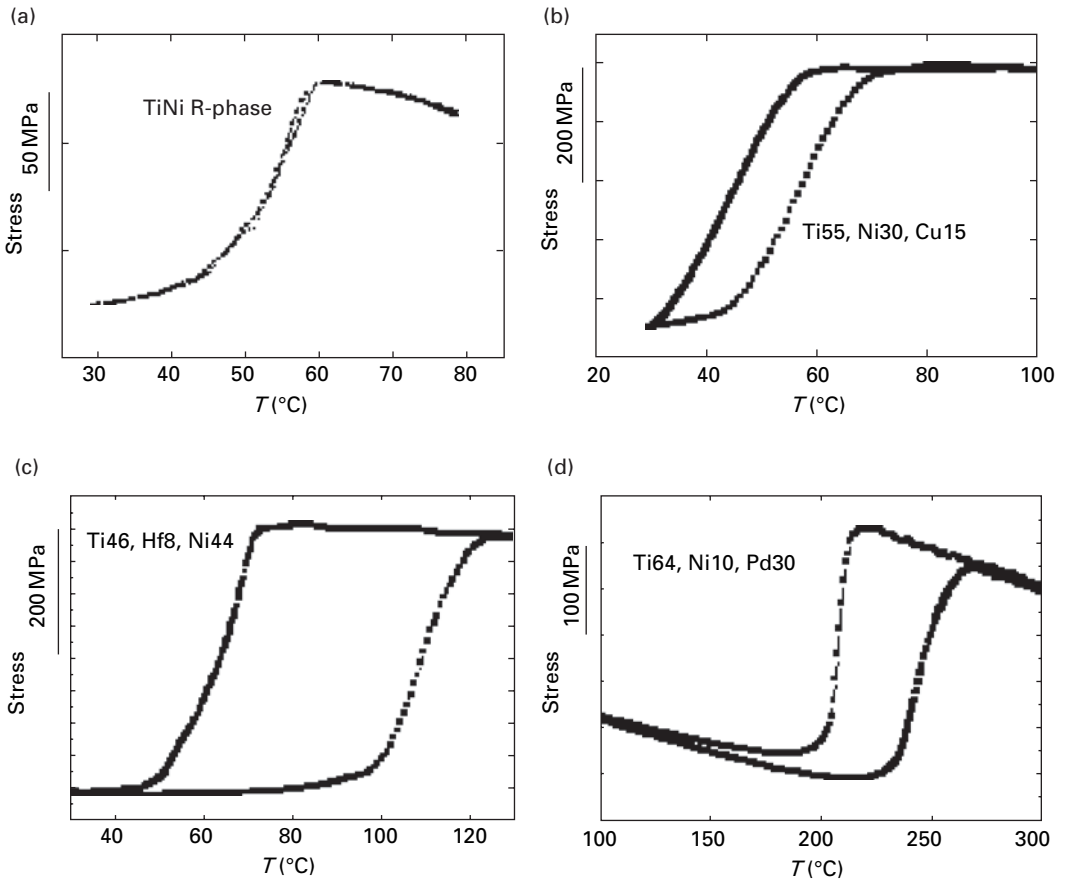 (a)
TiNi R-phase
50 MPa
Stress
30 40 50 60 70 80
T (°C)
(b)
200 MPa
Stress
Ti55, Ni30, Cu15
20 40 60 80 100
T (°C)
(c)
Ti46, Hf8, Ni44
200 MPa
Stress
40 60 80 100 120
T (°C)
(d)
Ti64, Ni10, Pd30
100 MPa
Stress
100 150 200 250 300
T (°C)